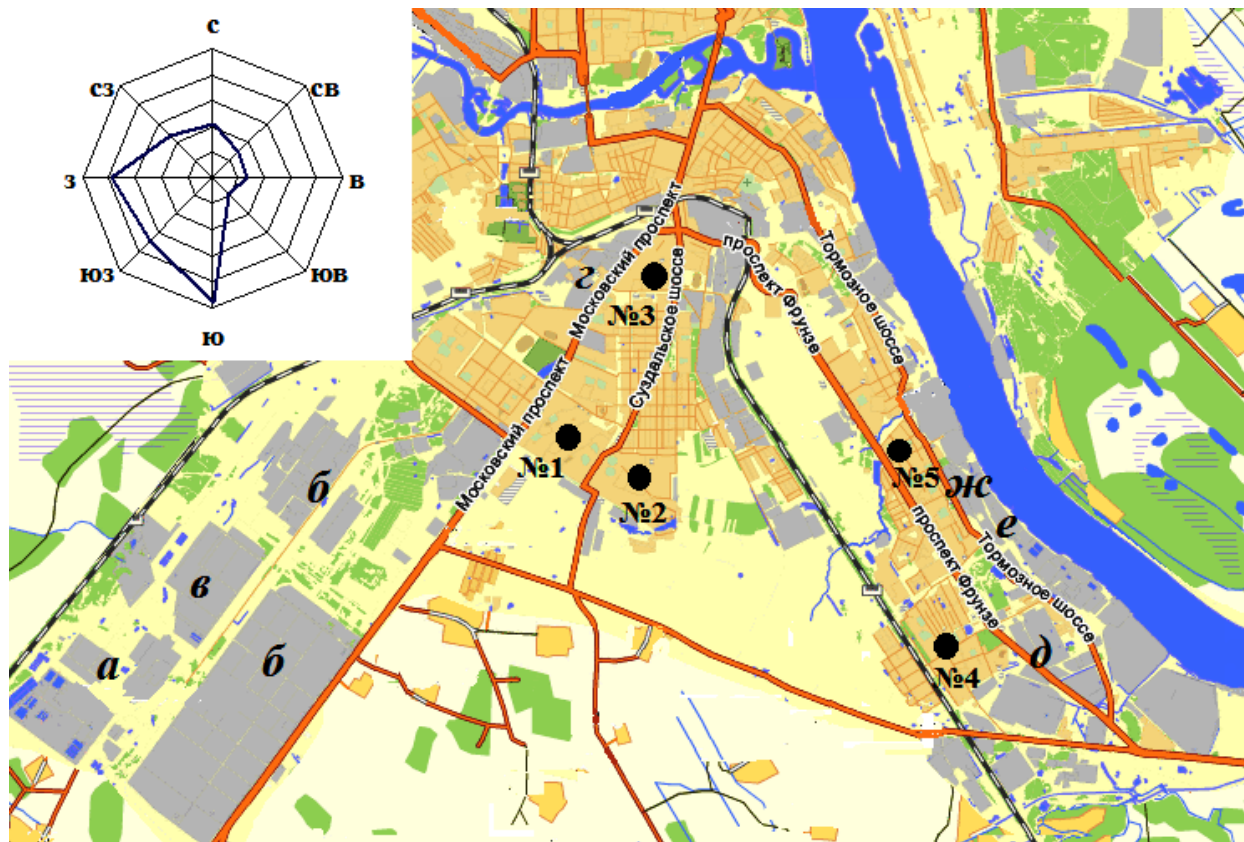 с
сз
св
з
в
юз
юв
ю
Московский проспект
проспект Фрунзе
Тормозное шоссе
г
№3
Московский проспект
Суздальское шоссе
№1
№5
б
Московский проспект
№2
ж
проспект Фрунзе
е
Тормозное шоссе
в
а
б
№4
д